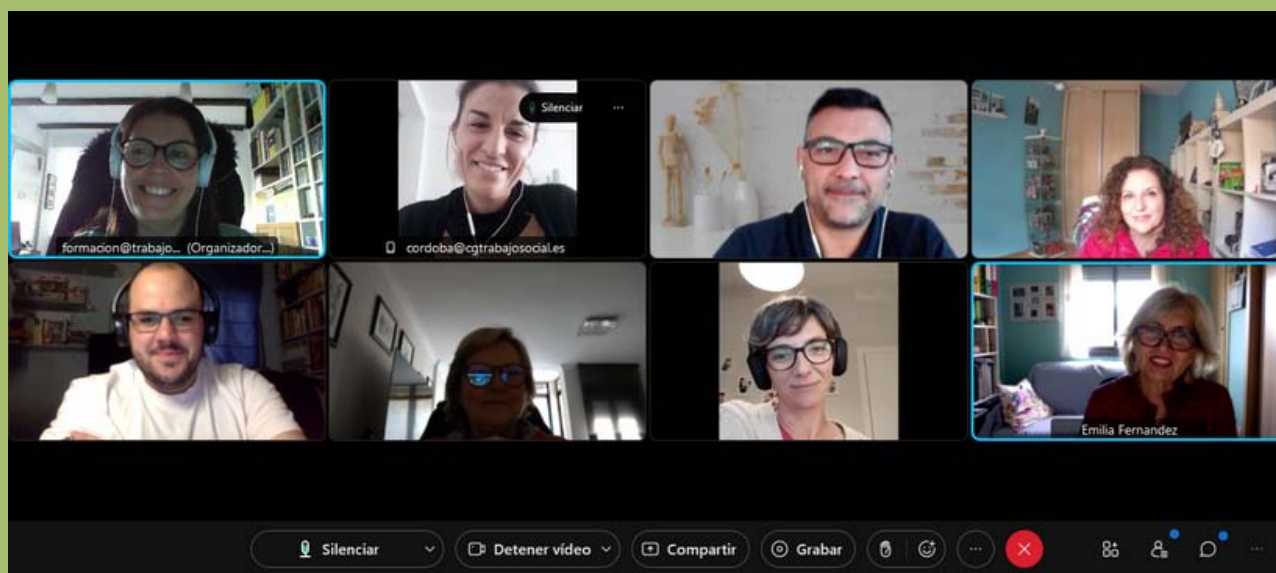 Silenciar ...
formacion@trabajo... (Organizador...)
cordoba@cgtrabajosocial.es
Emilia Fernandez
Silenciar
Detener vídeo
Compartir
Grabar